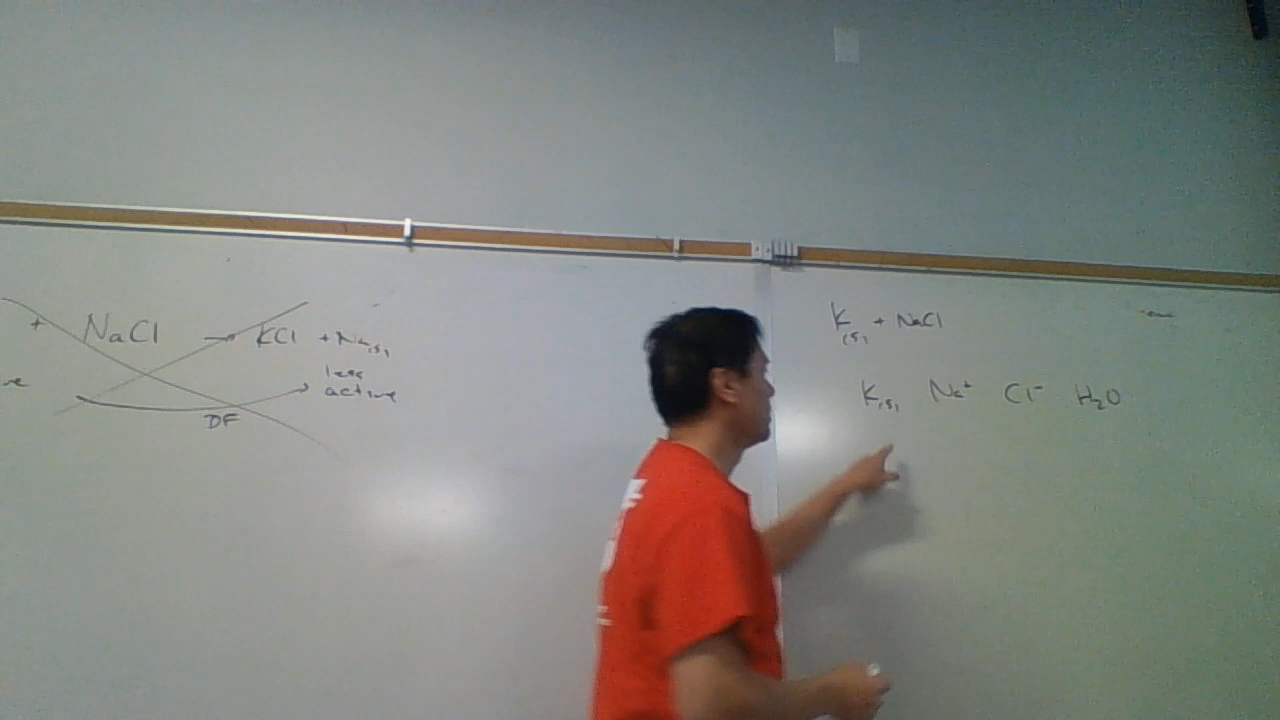 + NaCl → KCl + Na(s)
less
active
DF
K(s) + NaCl
K(s) Na⁺ Cl⁻ H₂O